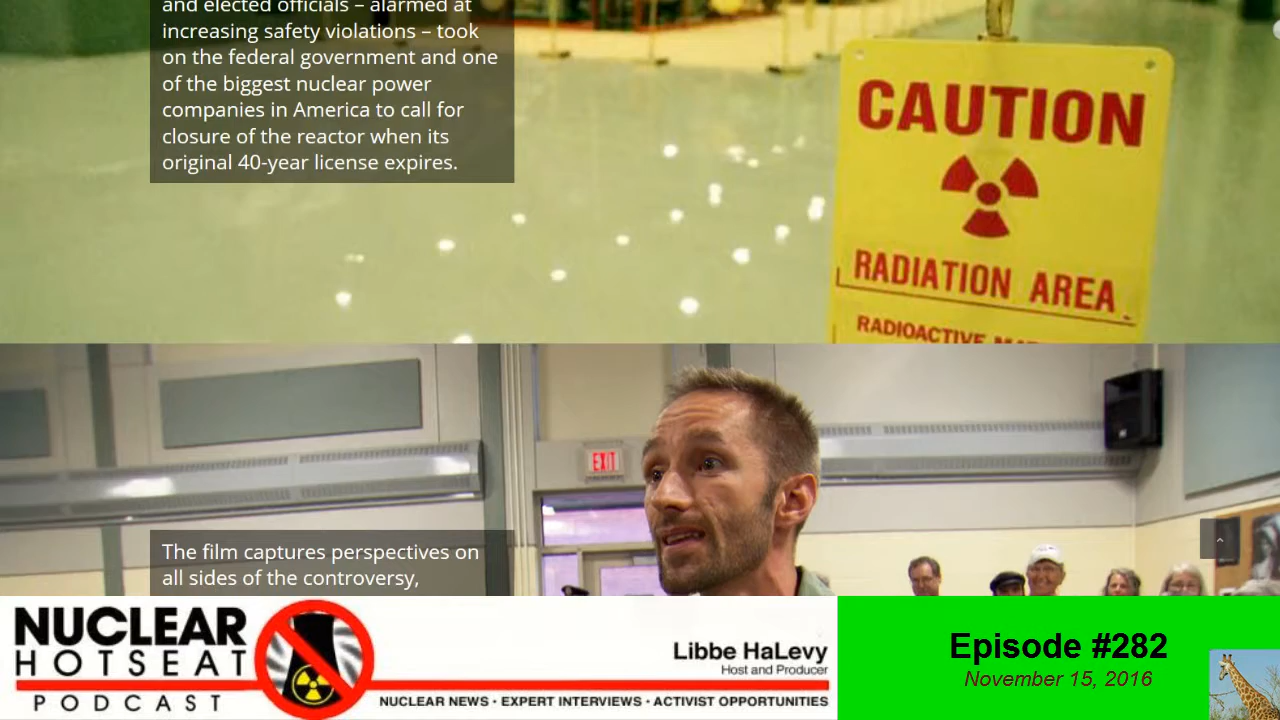 and elected officials – alarmed at
increasing safety violations – took
on the federal government and one
of the biggest nuclear power
companies in America to call for
closure of the reactor when its
original 40-year license expires.
CAUTION
RADIATION AREA
RADIOACTIVE
EXIT
The film captures perspectives on
all sides of the controversy,
NUCLEAR
HOTSEAT
PODCAST
Libbe HaLevy
Host and Producer
NUCLEAR NEWS • EXPERT INTERVIEWS • ACTIVIST OPPORTUNITIES
Episode #282
November 15, 2016